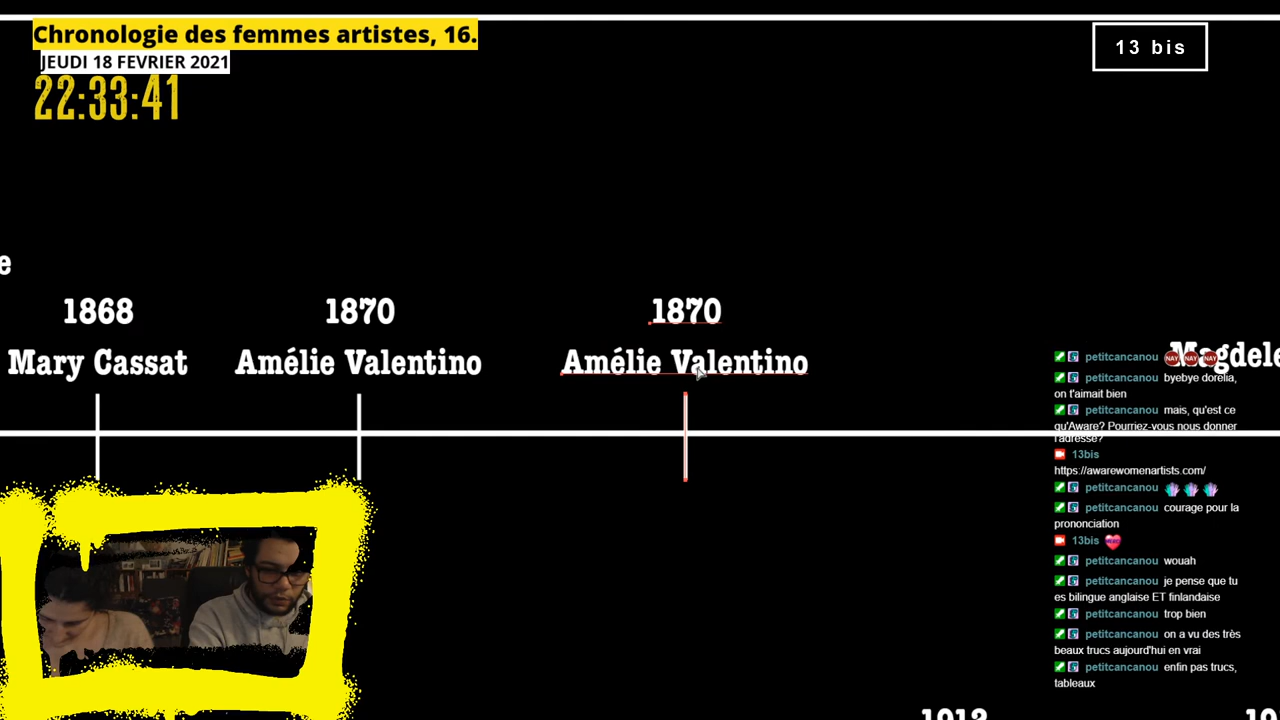 Chronologie des femmes artistes, 16.
JEUDI 18 FEVRIER 2021
22:33:41
13 bis
e
1868
Mary Cassat
1870
Amélie Valentino
1870
Amélie Valentino
Magdele
petitcancanou NAY NAY NAY
petitcancanou byebye dorelia,
on t'aimait bien
petitcancanou mais, qu'est ce
qu'Aware? Pourriez-vous nous donner
l'adresse?
13bis
https://awarewomenartists.com/
petitcancanou
petitcancanou courage pour la
prononciation
13bis
petitcancanou wouah
petitcancanou je pense que tu
es bilingue anglaise ET finlandaise
petitcancanou trop bien
petitcancanou on a vu des très
beaux trucs aujourd'hui en vrai
petitcancanou enfin pas trucs,
tableaux